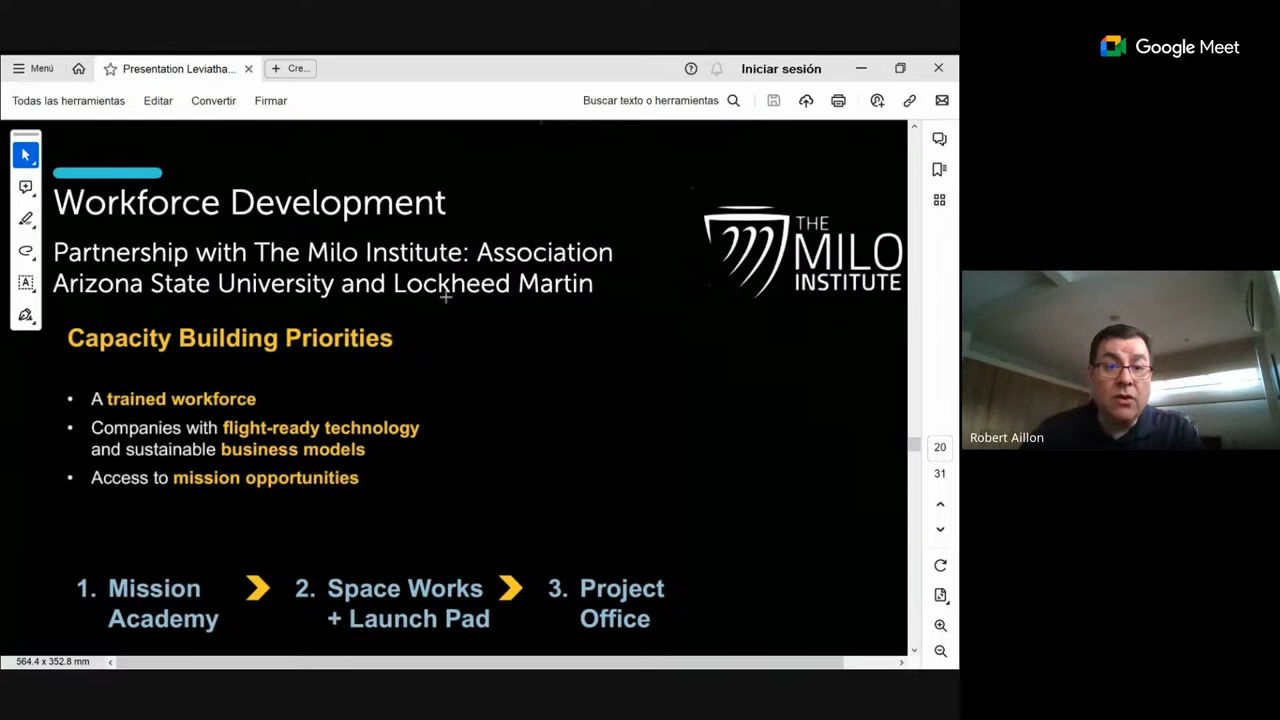 Google Meet
Menú
Presentation Leviatha...
Cre...
Iniciar sesión
Todas las herramientas
Editar
Convertir
Firmar
Buscar texto o herramientas
Workforce Development
Partnership with The Milo Institute: Association
Arizona State University and Lockheed Martin
THE
MILO
INSTITUTE
Capacity Building Priorities
• A trained workforce
• Companies with flight-ready technology
and sustainable business models
• Access to mission opportunities
1. Mission
Academy
2. Space Works
+ Launch Pad
3. Project
Office
20
31
564.4 x 352.8 mm
Robert Aillon